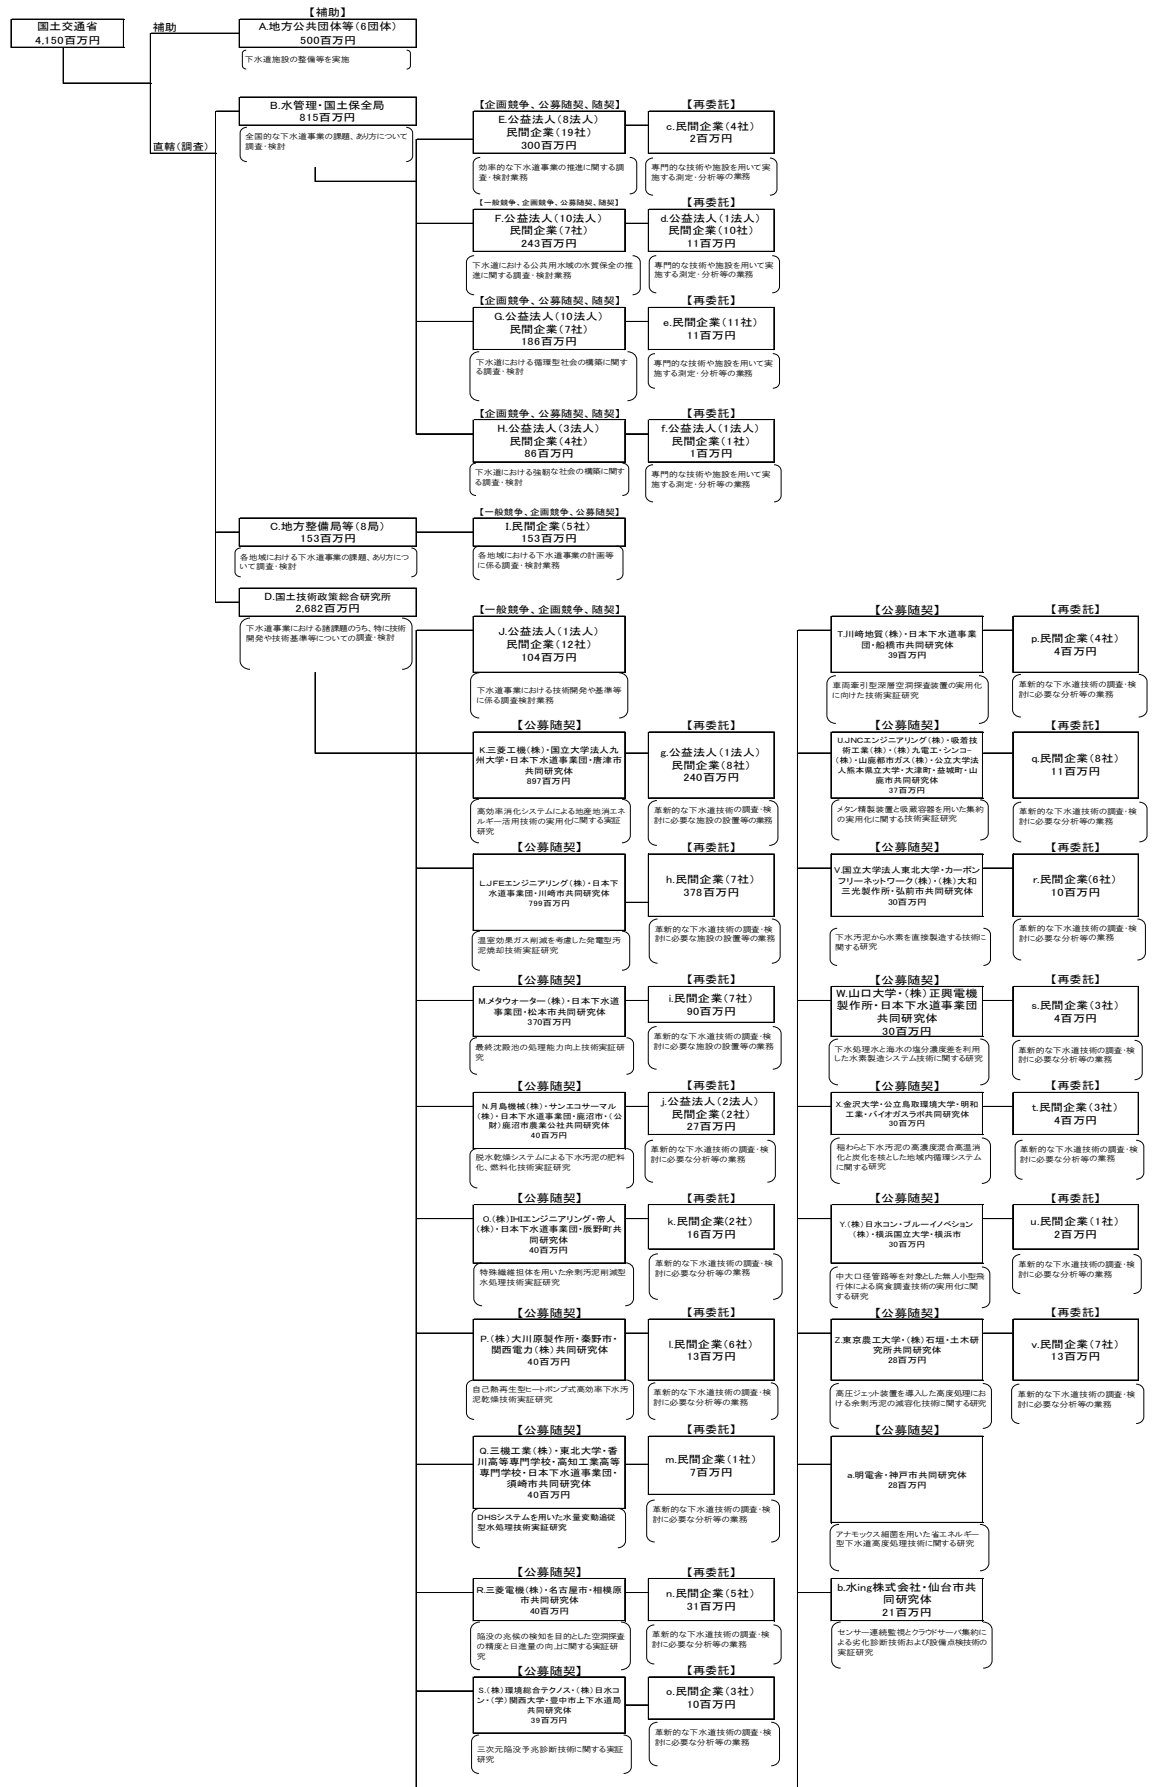 国土交通省
4,150百万円
補助
【補助】
A.地方公共団体等(6団体)
500百万円
下水道施設の整備等を実施
直轄(調査)
B.水管理・国土保全局
815百万円
全国的な下水道事業の課題、あり方について
調査・検討
【企画競争、公募随契、随契】
E.公益法人(8法人)
民間企業(19社)
300百万円
効率的な下水道事業の推進に関する調
査・検討業務
【再委託】
c.民間企業(4社)
2百万円
専門的な技術や施設を用いて実
施する測定・分析等の業務
【一般競争、企画競争、公募随契、随契】
F.公益法人(10法人)
民間企業(7社)
243百万円
下水道における公共用水域の水質保全の推
進に関する調査・検討業務
【再委託】
d.公益法人(1法人)
民間企業(10社)
11百万円
専門的な技術や施設を用いて実
施する測定・分析等の業務
【企画競争、公募随契、随契】
G.公益法人(10法人)
民間企業(7社)
186百万円
下水道における循環型社会の構築に関す
る調査・検討
【再委託】
e.民間企業(11社)
11百万円
専門的な技術や施設を用いて実
施する測定・分析等の業務
【企画競争、公募随契、随契】
H.公益法人(3法人)
民間企業(4社)
86百万円
下水道における強靭な社会の構築に関す
る調査・検討
【再委託】
f.公益法人(1法人)
民間企業(1社)
1百万円
専門的な技術や施設を用いて実
施する測定・分析等の業務
C.地方整備局等(8局)
153百万円
各地域における下水道事業の課題、あり方につ
いて調査・検討
【一般競争、企画競争、公募随契】
I.民間企業(5社)
153百万円
各地域における下水道事業の計画等
に係る調査・検討業務
D.国土技術政策総合研究所
2,682百万円
下水道事業における諸課題のうち、特に技術
開発や技術基準等についての調査・検討
【一般競争、企画競争、随契】
J.公益法人(1法人)
民間企業(12社)
104百万円
下水道事業における技術開発や基準等
に係る調査検討業務
【公募随契】
K.三菱工機(株)・国立大学法人九
州大学・日本下水道事業団・唐津市
共同研究体
897百万円
高効率消化システムによる地産地消エネ
ルギー活用技術の実用化に関する実証
研究
【再委託】
g.公益法人(1法人)
民間企業(8社)
240百万円
革新的な下水道技術の調査・検
討に必要な施設の設置等の業務
【公募随契】
L.JFEエンジニアリング(株)・日本下
水道事業団・川崎市共同研究体
799百万円
温室効果ガス削減を考慮した発電型汚
泥焼却技術実証研究
【再委託】
h.民間企業(7社)
378百万円
革新的な下水道技術の調査・検
討に必要な施設の設置等の業務
【公募随契】
M.メタウォーター(株)・日本下水道
事業団・松本市共同研究体
370百万円
最終沈殿池の処理能力向上技術実証研
究
【再委託】
i.民間企業(7社)
90百万円
革新的な下水道技術の調査・検
討に必要な施設の設置等の業務
【公募随契】
N.月島機械(株)・サンエコサーマル
(株)・日本下水道事業団・鹿沼市・(公
財)鹿沼市農業公社共同研究体
40百万円
脱水乾燥システムによる下水汚泥の肥料
化、燃料化技術実証研究
【再委託】
j.公益法人(2法人)
民間企業(2社)
27百万円
革新的な下水道技術の調査・検
討に必要な分析等の業務
【公募随契】
O.(株)IHIエンジニアリング・帝人
(株)・日本下水道事業団・辰野町共
同研究体
40百万円
特殊繊維担体を用いた余剰汚泥削減型
水処理技術実証研究
【再委託】
k.民間企業(2社)
16百万円
革新的な下水道技術の調査・検
討に必要な分析等の業務
【公募随契】
P.(株)大川原製作所・秦野市・
関西電力(株)共同研究体
40百万円
自己熱再生型ヒートポンプ式高効率下水汚
泥乾燥技術実証研究
【再委託】
l.民間企業(6社)
13百万円
革新的な下水道技術の調査・検
討に必要な分析等の業務
【公募随契】
Q.三機工業(株)・東北大学・香
川高等専門学校・高知工業高等
専門学校・日本下水道事業団・
須崎市共同研究体
40百万円
DHSシステムを用いた水量変動追従
型水処理技術実証研究
【再委託】
m.民間企業(1社)
7百万円
革新的な下水道技術の調査・検
討に必要な分析等の業務
【公募随契】
R.三菱電機(株)・名古屋市・相模原
市共同研究体
40百万円
陥没の兆候の検知を目的とした空洞探査
の精度と日進量の向上に関する実証研
究
【再委託】
n.民間企業(5社)
31百万円
革新的な下水道技術の調査・検
討に必要な分析等の業務
【公募随契】
S.(株)環境総合テクノス・(株)日水コ
ン・(学)関西大学・豊中市上下水道局
共同研究体
39百万円
三次元陥没予兆診断技術に関する実証
研究
【再委託】
o.民間企業(3社)
10百万円
革新的な下水道技術の調査・検
討に必要な分析等の業務
【公募随契】
T.川崎地質(株)・日本下水道事業
団・船橋市共同研究体
39百万円
車両牽引型深層空洞探査装置の実用化
に向けた技術実証研究
【再委託】
p.民間企業(4社)
4百万円
革新的な下水道技術の調査・検
討に必要な分析等の業務
【公募随契】
U.JNCエンジニアリング(株)・吸着技
術工業(株)・(株)九電工・シンコー
(株)・山鹿都市ガス(株)・公立大学法
人熊本県立大学・大津町・益城町・山
鹿市共同研究体
37百万円
メタン精製装置と吸蔵容器を用いた集約
の実用化に関する技術実証研究
【再委託】
q.民間企業(8社)
11百万円
革新的な下水道技術の調査・検
討に必要な分析等の業務
【公募随契】
V.国立大学法人東北大学・カーボン
フリーネットワーク(株)・(株)大和
三光製作所・弘前市共同研究体
30百万円
下水汚泥から水素を直接製造する技術に
関する研究
【再委託】
r.民間企業(6社)
10百万円
革新的な下水道技術の調査・検
討に必要な分析等の業務
【公募随契】
W.山口大学・(株)正興電機
製作所・日本下水道事業団
共同研究体
30百万円
下水処理水と海水の塩分濃度差を利用
した水素製造システム技術に関する研究
【再委託】
s.民間企業(3社)
4百万円
革新的な下水道技術の調査・検
討に必要な分析等の業務
【公募随契】
X.金沢大学・公立鳥取環境大学・明和
工業・バイオガスラボ共同研究体
30百万円
稲わらと下水汚泥の高濃度混合高温消
化と炭化を核とした地域内循環システム
に関する研究
【再委託】
t.民間企業(3社)
4百万円
革新的な下水道技術の調査・検
討に必要な分析等の業務
【公募随契】
Y.(株)日水コン・ブルーイノベション
(株)・横浜国立大学・横浜市
30百万円
中大口径管路等を対象とした無人小型飛
行体による腐食調査技術の実用化に関
する研究
【再委託】
u.民間企業(1社)
2百万円
革新的な下水道技術の調査・検
討に必要な分析等の業務
【公募随契】
Z.東京農工大学・(株)石垣・土木研
究所共同研究体
28百万円
高圧ジェット装置を導入した高度処理にお
ける余剰汚泥の減容化技術に関する研究
【再委託】
v.民間企業(7社)
13百万円
革新的な下水道技術の調査・検
討に必要な分析等の業務
【公募随契】
a.明電舎・神戸市共同研究体
28百万円
アナモックス細菌を用いた省エネルギー
型下水道高度処理技術に関する研究
【公募随契】
b.水ing株式会社・仙台市共
同研究体
21百万円
センサー連続監視とクラウドサーバ集約に
よる劣化診断技術および設備点検技術の
実証研究